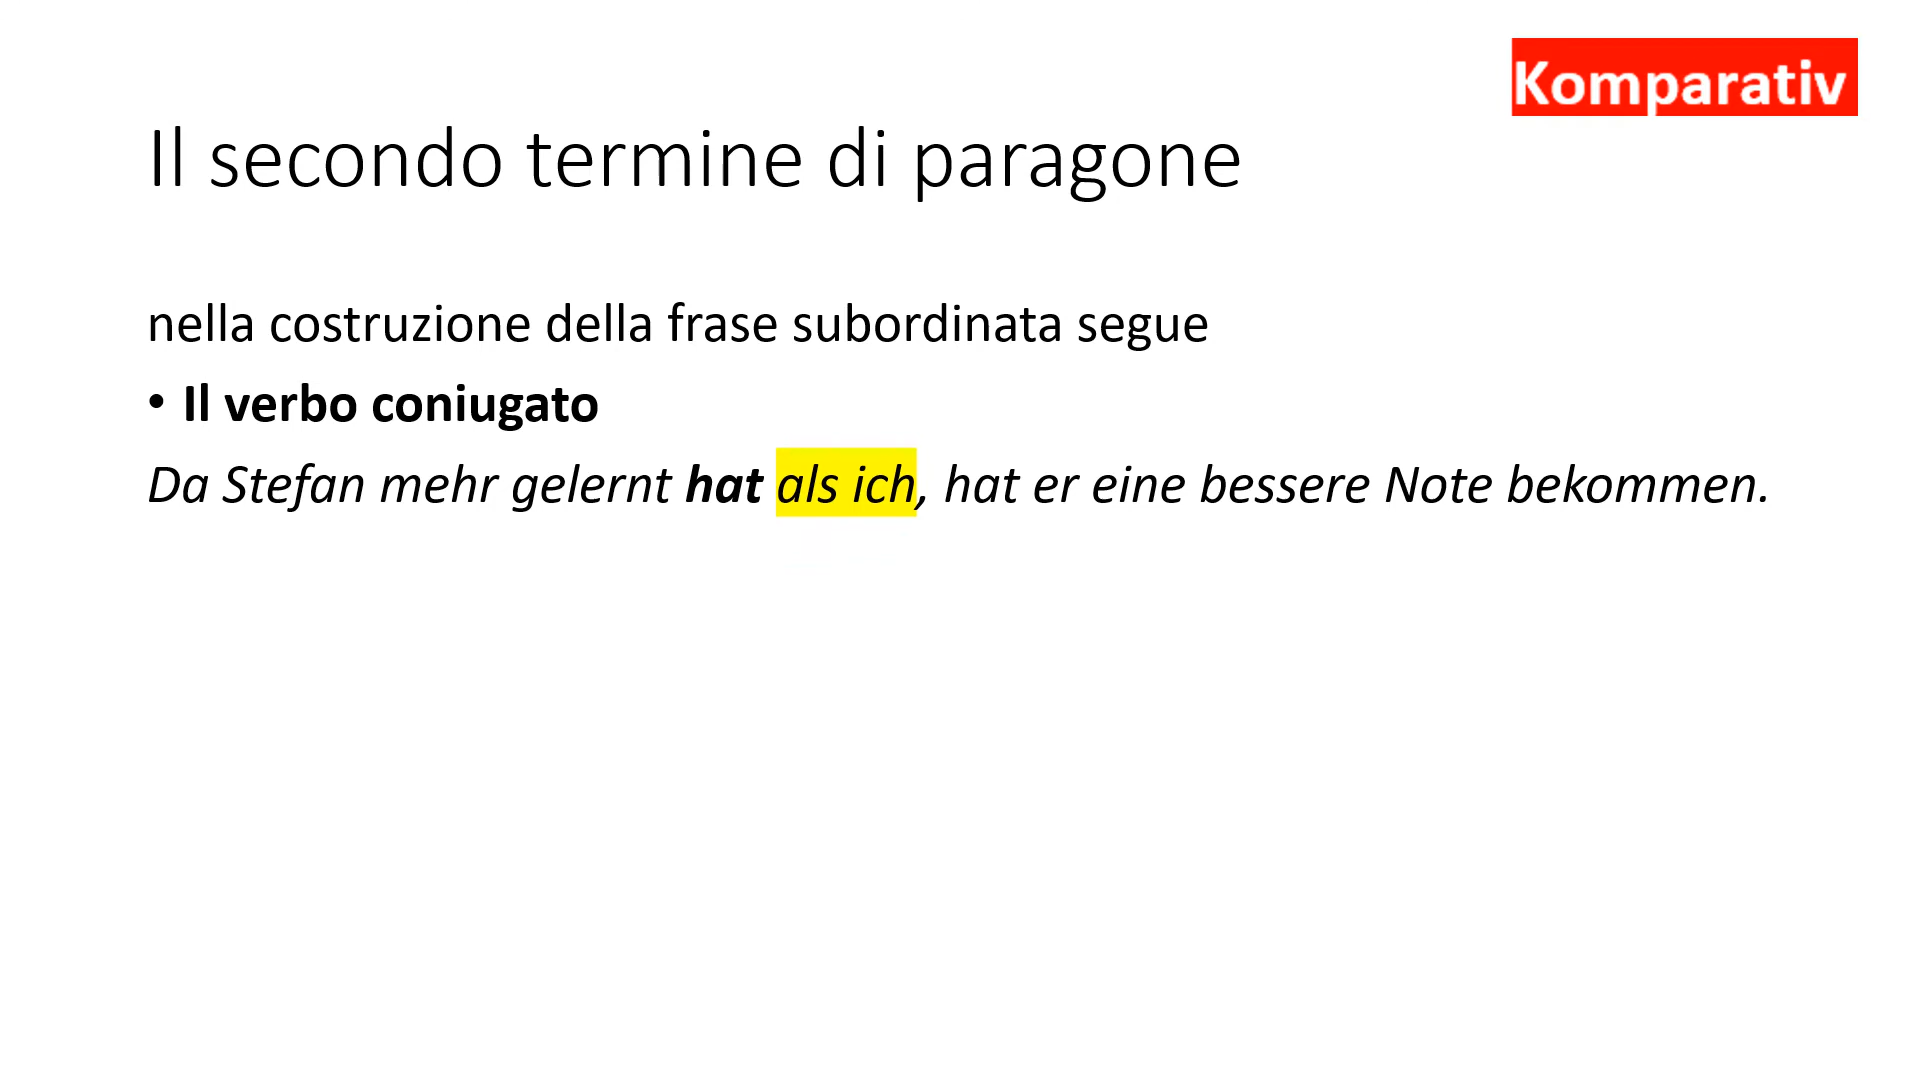 Komparativ
Il secondo termine di paragone
nella costruzione della frase subordinata segue
• Il verbo coniugato
Da Stefan mehr gelernt hat als ich, hat er eine bessere Note bekommen.